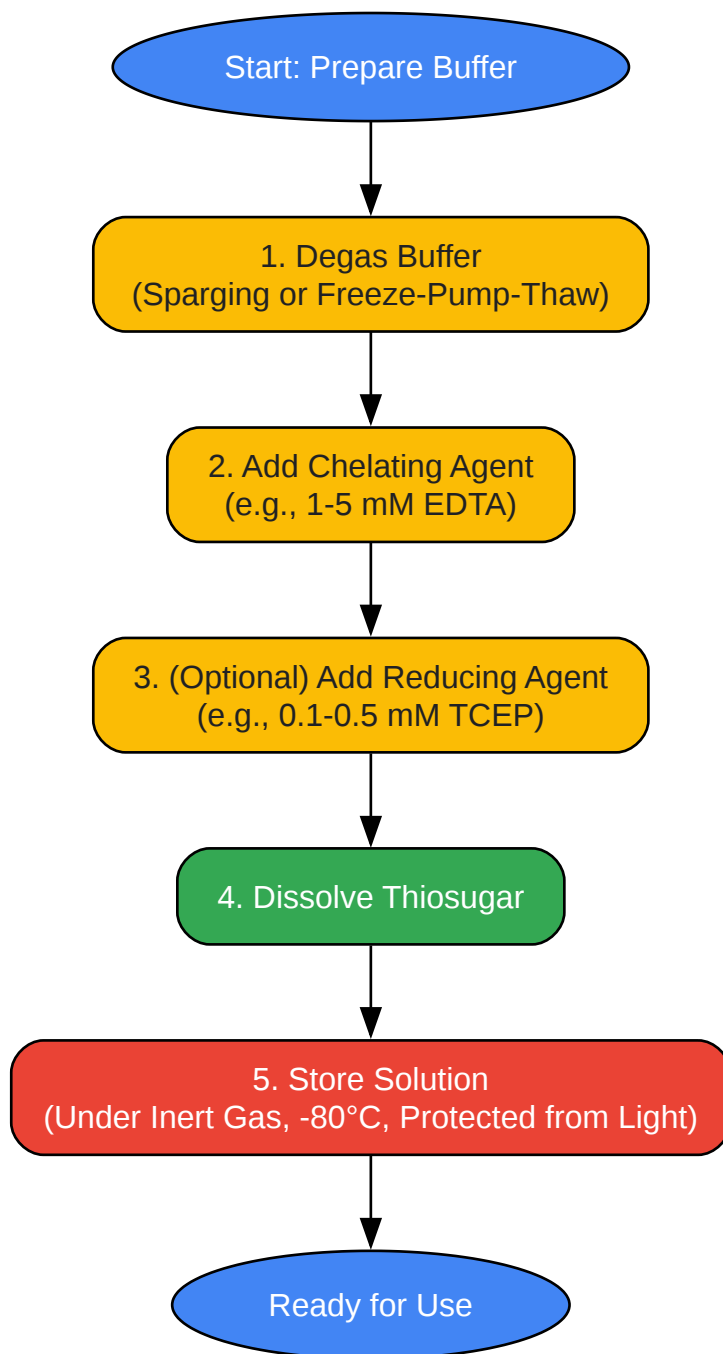 Start: Prepare Buffer
1. Degas Buffer
(Sparging or Freeze-Pump-Thaw)
2. Add Chelating Agent
(e.g., 1-5 mM EDTA)
3. (Optional) Add Reducing Agent
(e.g., 0.1-0.5 mM TCEP)
4. Dissolve Thiosugar
5. Store Solution
(Under Inert Gas, -80°C, Protected from Light)
Ready for Use